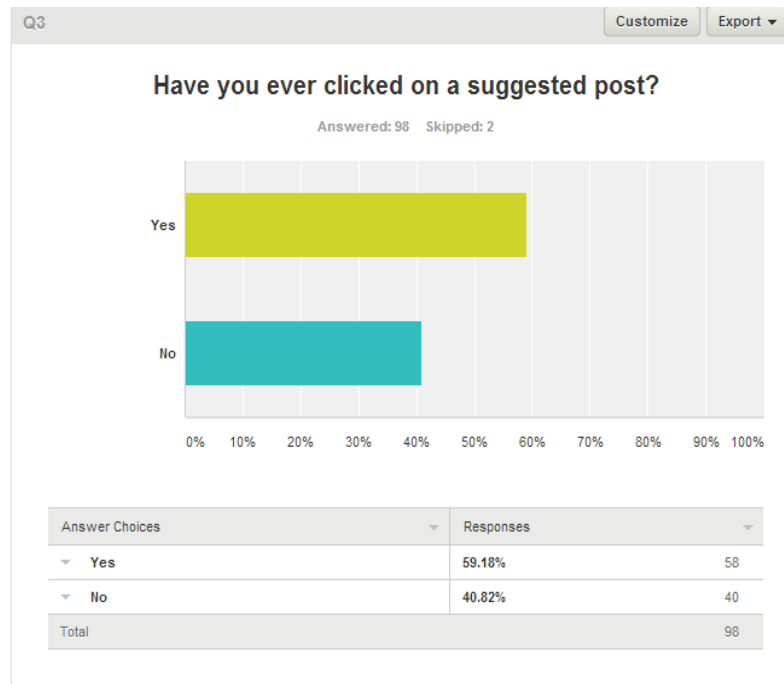 Q3 Customize Export
Have you ever clicked on a suggested post?
Answered: 98 Skipped: 2
Yes
No
0% 10% 20% 30% 40% 50% 60% 70% 80% 90% 100%
Answer Choices Responses
Yes 59.18% 58
No 40.82% 40
Total 98